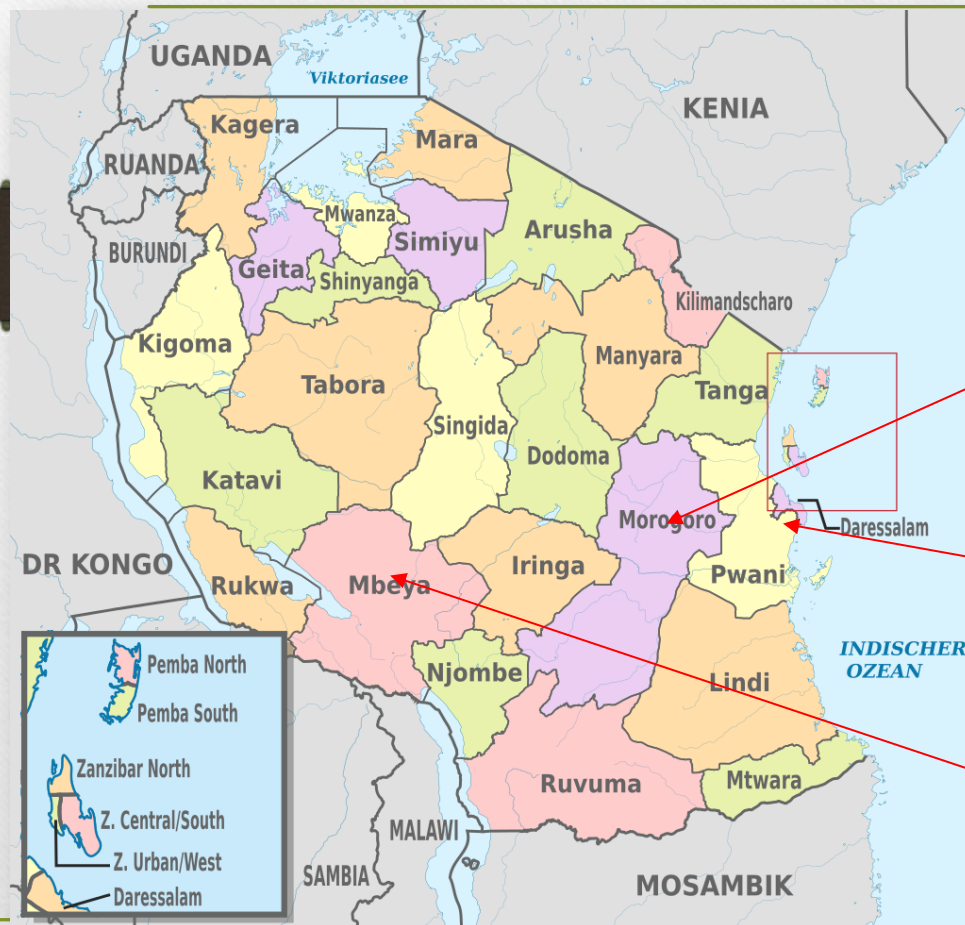 UGANDA
Viktoriasee
KENIA
Kagera
Mara
RUANDA
Mwanza
Arusha
BURUNDI
Simiyu
Geita
Shinyanga
Kilimandscharo
Kigoma
Manyara
Tabora
Tanga
Singida
Dodoma
Katavi
Morogoro
Daressalam
DR KONGO
Iringa
Pwani
Rukwa
Mbeya
INDISCHER
OZEAN
Njombe
Lindi
Pemba North
Pemba South
Zanzibar North
Ruvuma
Mtwara
Z. Central/South
MALAWI
Z. Urban/West
SAMBIA
MOSAMBIK
Daressalam